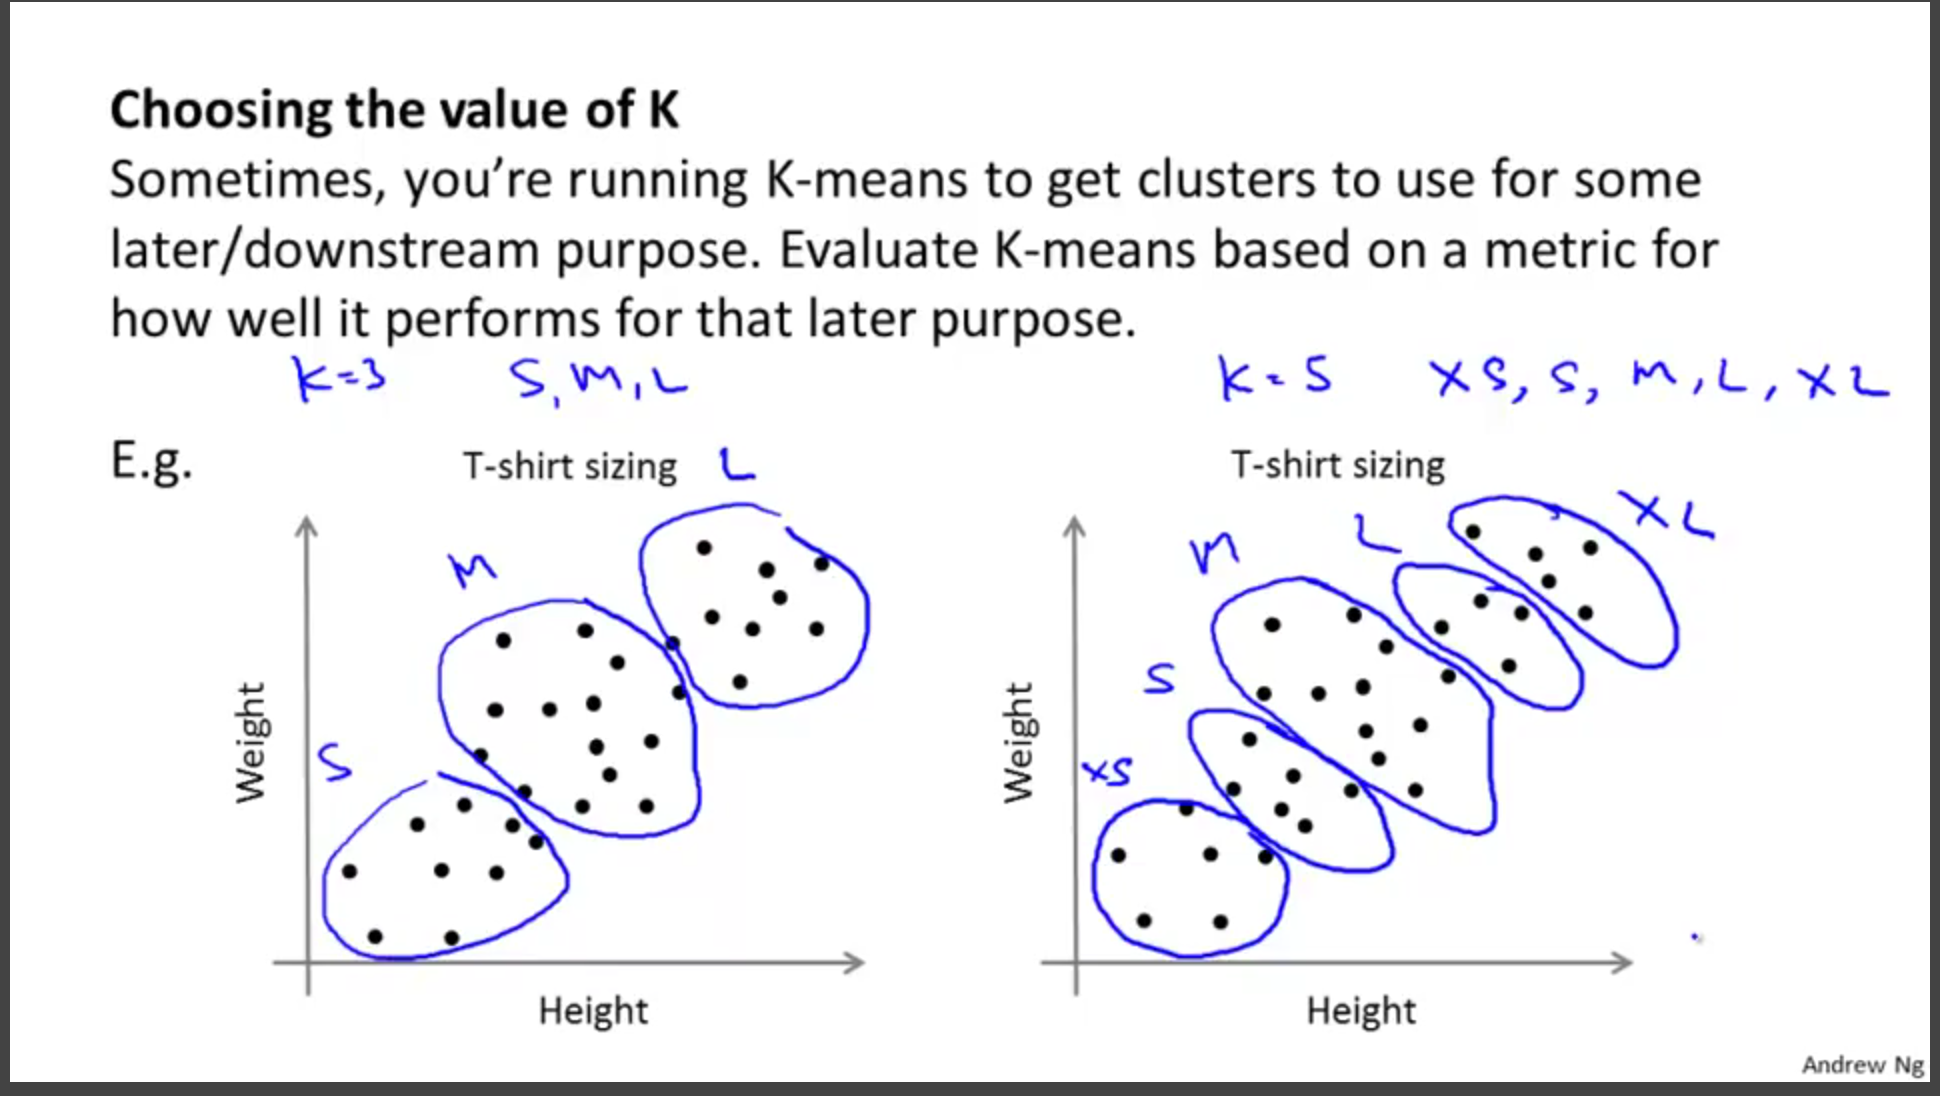 Choosing the value of K
Sometimes, you're running K-means to get clusters to use for some
later/downstream purpose. Evaluate K-means based on a metric for
how well it performs for that later purpose.
K=3 S, M, L
K=5 XS, S, M, L, XL
E.g.
T-shirt sizing
L
M
S
Weight
Height
T-shirt sizing
XL
L
M
S
XS
Weight
Height
Andrew Ng